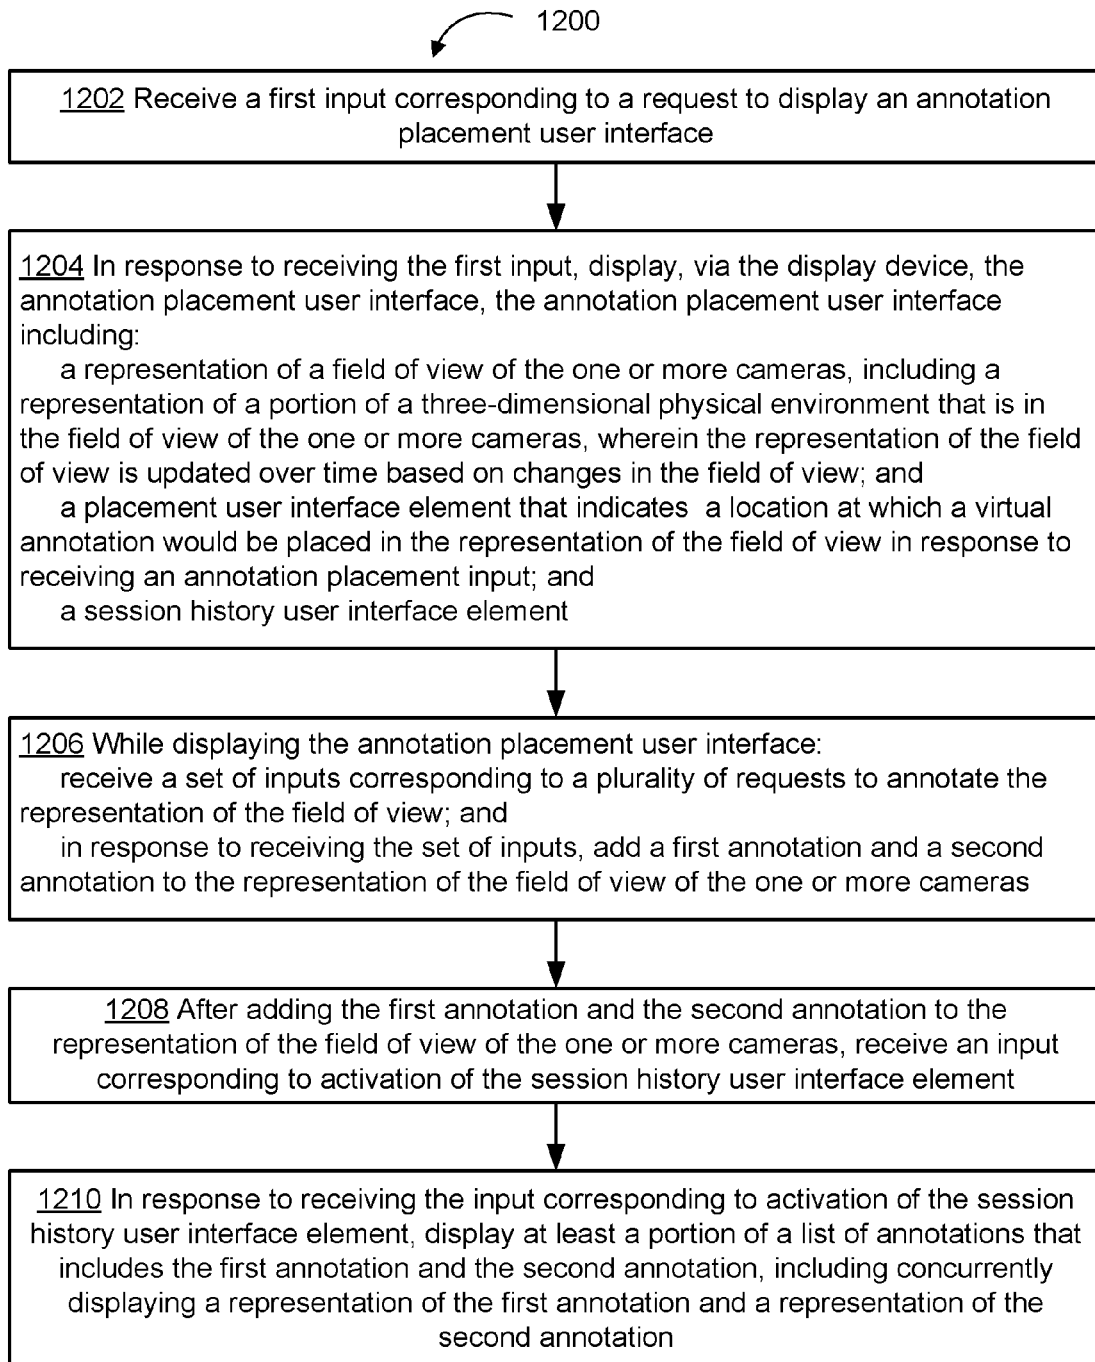 1200
1202 Receive a first input corresponding to a request to display an annotation
placement user interface
1204 In response to receiving the first input, display, via the display device, the
annotation placement user interface, the annotation placement user interface
including:
a representation of a field of view of the one or more cameras, including a
representation of a portion of a three-dimensional physical environment that is in
the field of view of the one or more cameras, wherein the representation of the field
of view is updated over time based on changes in the field of view; and
a placement user interface element that indicates a location at which a virtual
annotation would be placed in the representation of the field of view in response to
receiving an annotation placement input; and
a session history user interface element
1206 While displaying the annotation placement user interface:
receive a set of inputs corresponding to a plurality of requests to annotate the
representation of the field of view; and
in response to receiving the set of inputs, add a first annotation and a second
annotation to the representation of the field of view of the one or more cameras
1208 After adding the first annotation and the second annotation to the
representation of the field of view of the one or more cameras, receive an input
corresponding to activation of the session history user interface element
1210 In response to receiving the input corresponding to activation of the session
history user interface element, display at least a portion of a list of annotations that
includes the first annotation and the second annotation, including concurrently
displaying a representation of the first annotation and a representation of the
second annotation